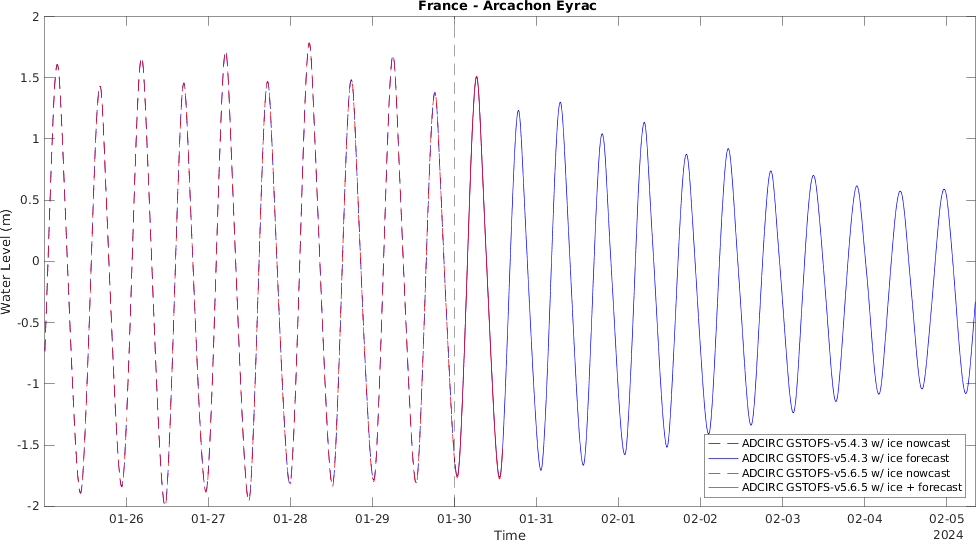 France - Arcachon Eyrac
2
1.5
1
0.5
0
-0.5
-1
-1.5
-2
Water Level (m)
ADCIRC GSTOFS-v5.4.3 w/ ice nowcast
ADCIRC GSTOFS-v5.4.3 w/ ice forecast
ADCIRC GSTOFS-v5.6.5 w/ ice nowcast
ADCIRC GSTOFS-v5.6.5 w/ ice + forecast
01-26 01-27 01-28 01-29 01-30 01-31 02-01 02-02 02-03 02-04 02-05
2024
Time